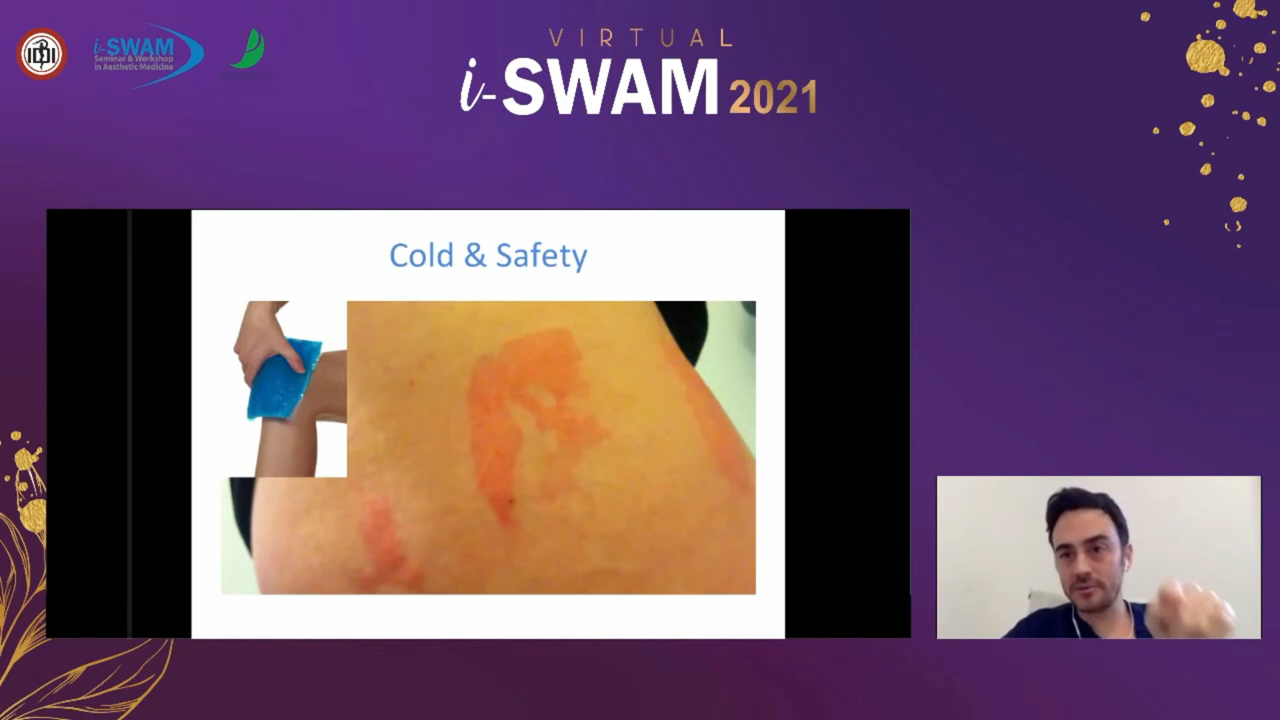 i-SWAM
Seminar & Workshop
in Aesthetic Medicine
VIRTUAL
i-SWAM 2021
Cold & Safety